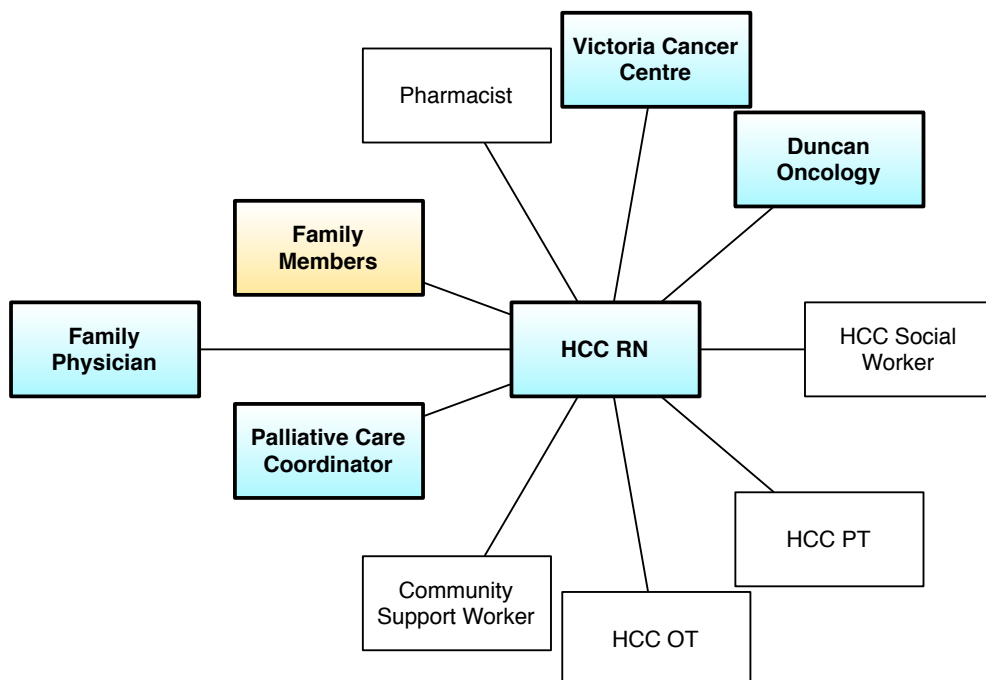 Victoria Cancer
Centre
Pharmacist
Duncan
Oncology
Family
Members
Family
Physician
HCC RN
HCC Social
Worker
Palliative Care
Coordinator
HCC PT
Community
Support Worker
HCC OT